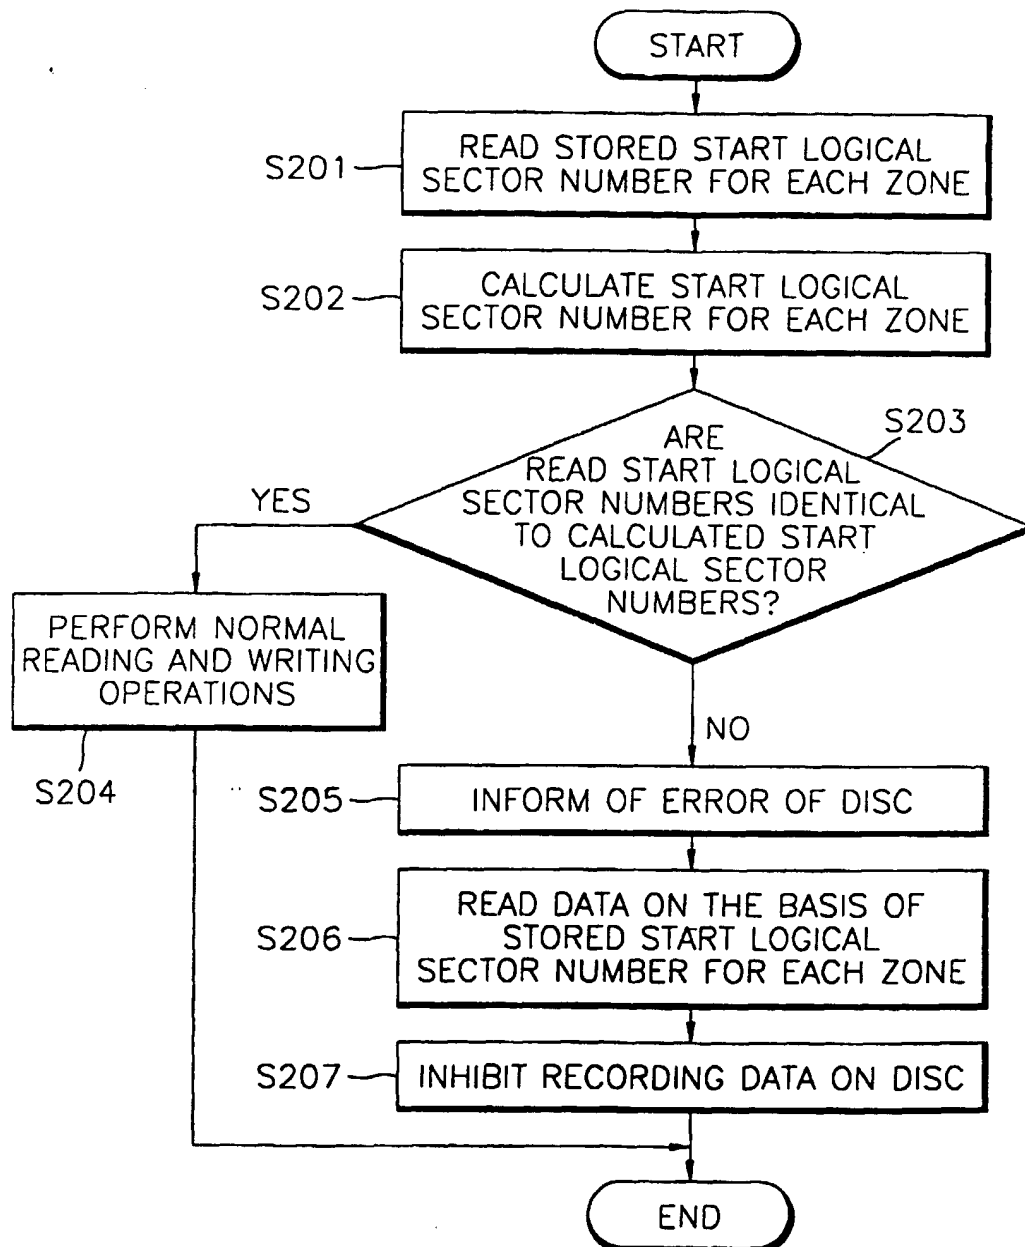 START
S201
READ STORED START LOGICAL
SECTOR NUMBER FOR EACH ZONE
S202
CALCULATE START LOGICAL
SECTOR NUMBER FOR EACH ZONE
S203
ARE
READ START LOGICAL
SECTOR NUMBERS IDENTICAL
TO CALCULATED START
LOGICAL SECTOR
NUMBERS?
YES
PERFORM NORMAL
READING AND WRITING
OPERATIONS
S204
NO
S205
INFORM OF ERROR OF DISC
S206
READ DATA ON THE BASIS OF
STORED START LOGICAL
SECTOR NUMBER FOR EACH ZONE
S207
INHIBIT RECORDING DATA ON DISC
END